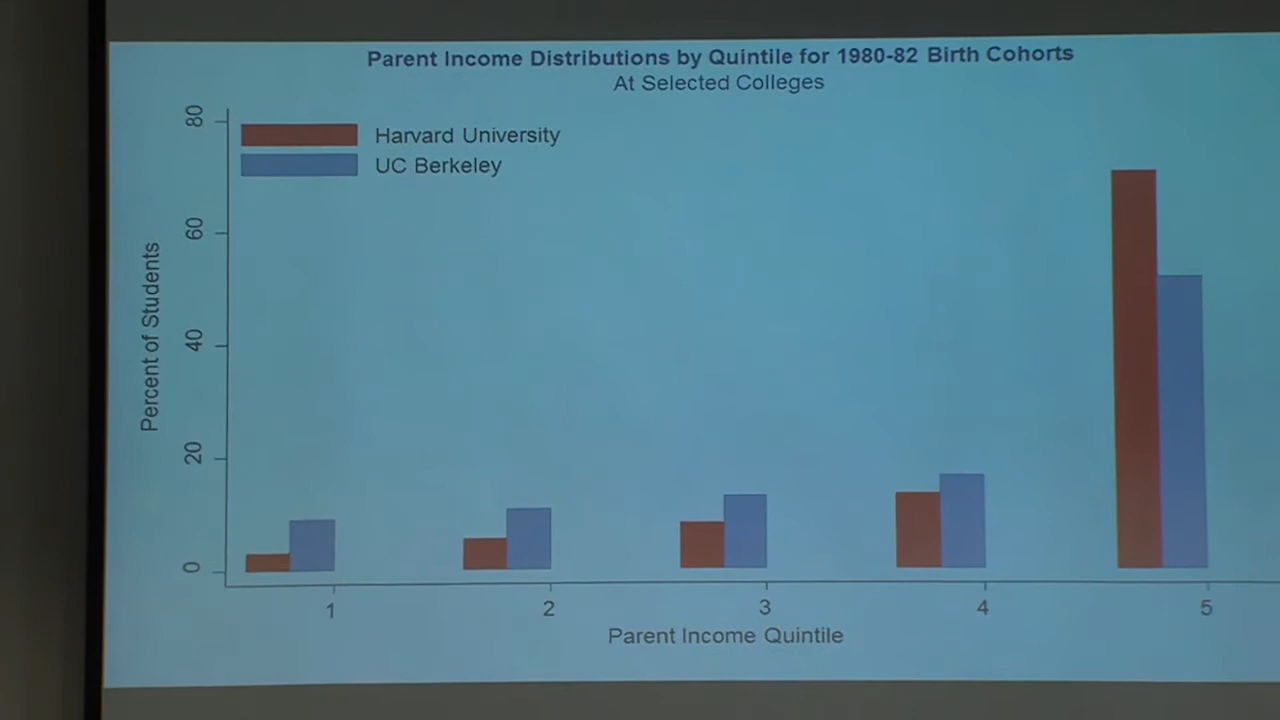 Parent Income Distributions by Quintile for 1980-82 Birth Cohorts
At Selected Colleges
Harvard University
UC Berkeley
Percent of Students
80
60
40
20
0
1 2 3 4 5
Parent Income Quintile